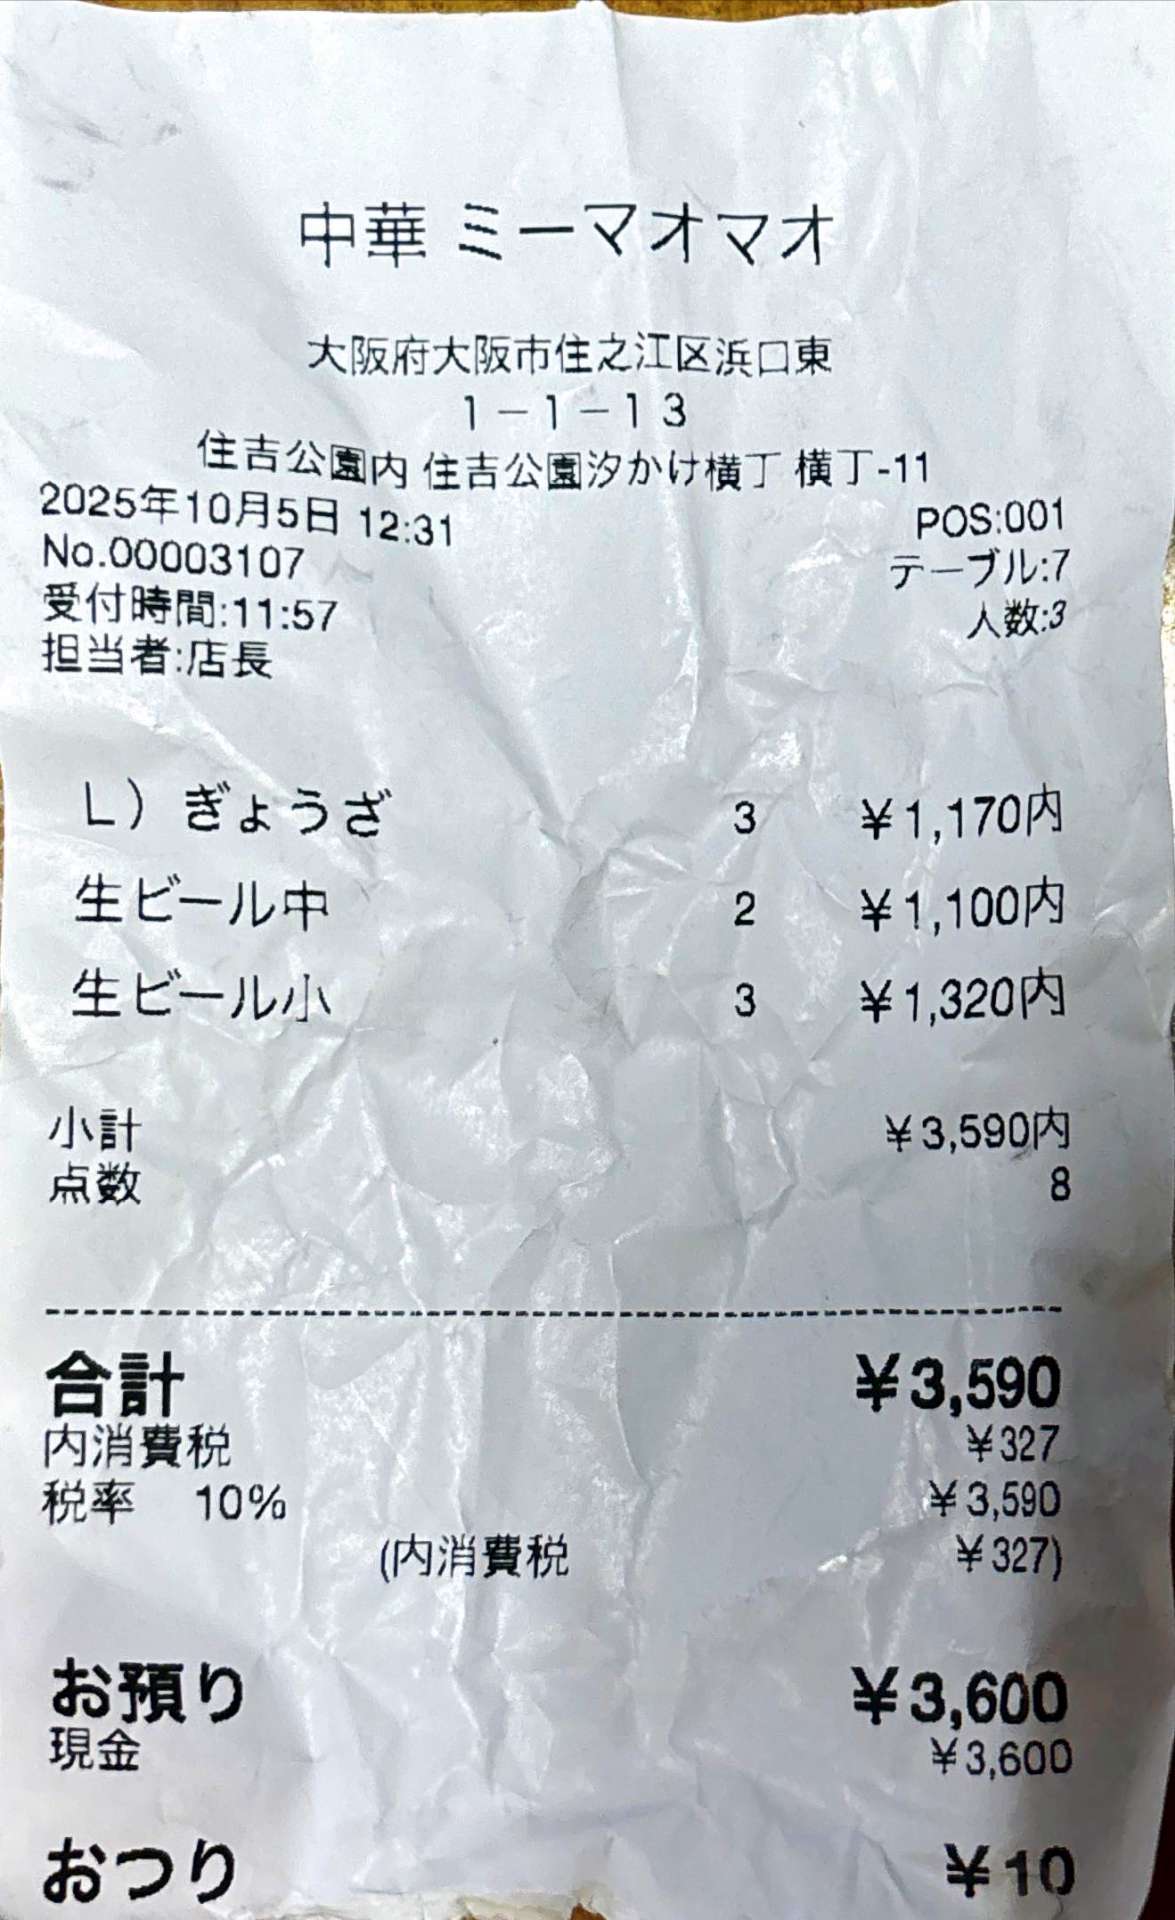 中華 ミーマオマオ
大阪府大阪市住之江区浜口東
1－1－13
住吉公園内 住吉公園汐かけ横丁 横丁-11
2025年10月5日 12:31 POS:001
No.00003107 テーブル:7
受付時間:11:57 人数:3
担当者:店長
L）ぎょうざ 3 ¥1,170内
生ビール中 2 ¥1,100内
生ビール小 3 ¥1,320内
小計 ¥3,590内
点数 8
合計 ¥3,590
内消費税 ¥327
税率 10% ¥3,590
(内消費税 ¥327)
お預り ¥3,600
現金 ¥3,600
おつり ¥10